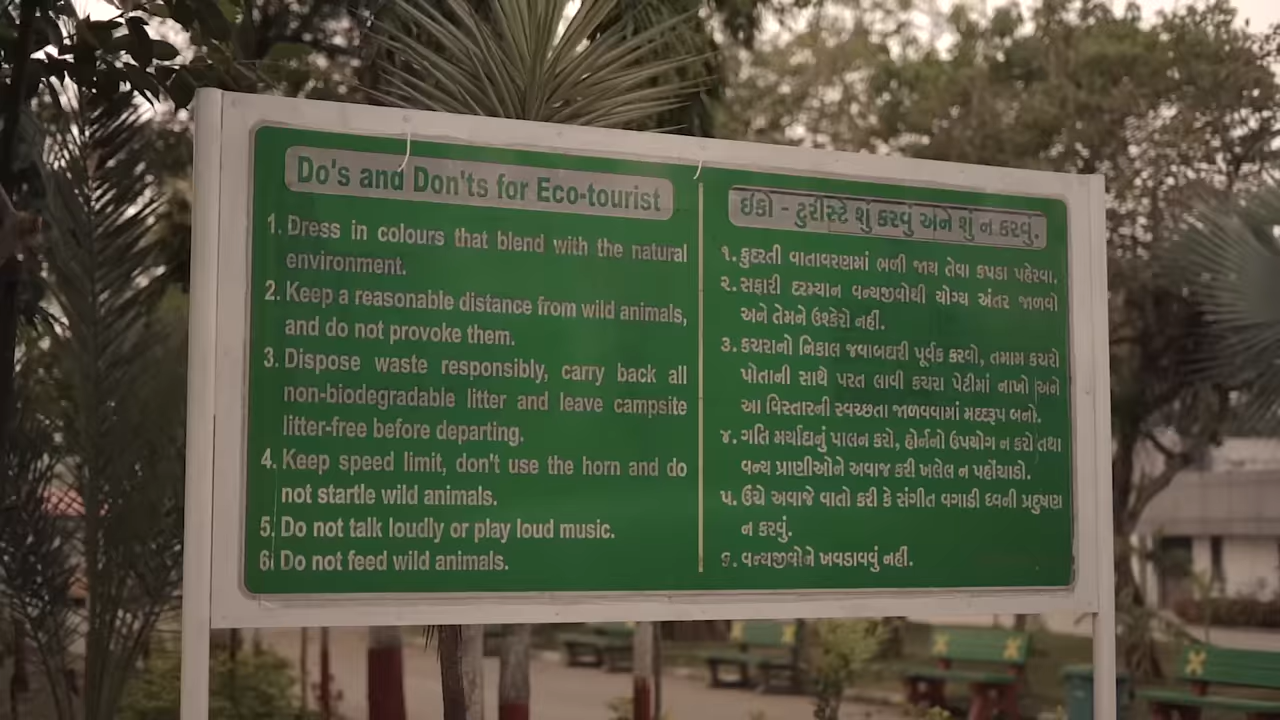 Do's and Don'ts for Eco-tourist
1. Dress in colours that blend with the natural
environment.
2. Keep a reasonable distance from wild animals,
and do not provoke them.
3. Dispose waste responsibly, carry back all
non-biodegradable litter and leave campsite
litter-free before departing.
4. Keep speed limit, don't use the horn and do
not startle wild animals.
5. Do not talk loudly or play loud music.
6. Do not feed wild animals.
ઈકો - ટુરીસ્ટે શું કરવું અને શું ન કરવું.
૧. કુદરતી વાતાવરણમાં ભળી જાય તેવા કપડા પહેરવા.
૨. સફારી દરમ્યાન વન્યજીવોથી યોગ્ય અંતર જાળવો
અને તેમને ઉશ્કેરો નહીં.
૩. કચરાનો નિકાલ જવાબદારી પૂર્વક કરવો, તમામ કચરો
પોતાની સાથે પરત લાવી કચરા પેટીમાં નાખો અને
આ વિસ્તારની સ્વચ્છતા જાળવવામાં મદદરૂપ બનો.
૪. ગતિ મર્યાદાનું પાલન કરો, હોર્નનો ઉપયોગ ન કરો તથા
વન્ય પ્રાણીઓને અવાજ કરી ખલેલ ન પહોંચાડો.
૫. ઉંચે અવાજે વાતો કરી કે સંગીત વગાડી ધ્વની પ્રદુષણ
ન કરવું.
૬. વન્યજીવોને ખવડાવવું નહીં.